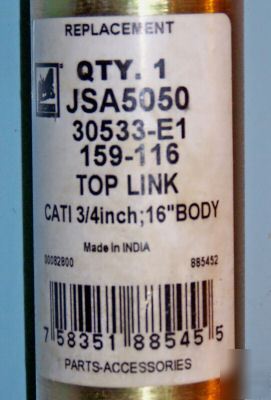 REPLACEMENT
QTY. 1
JSA5050
30533-E1
159-116
TOP LINK
CATI 3/4inch;16"BODY
Made in INDIA
00082800 885452
7 58351 88545 5
PARTS-ACCESSORIES